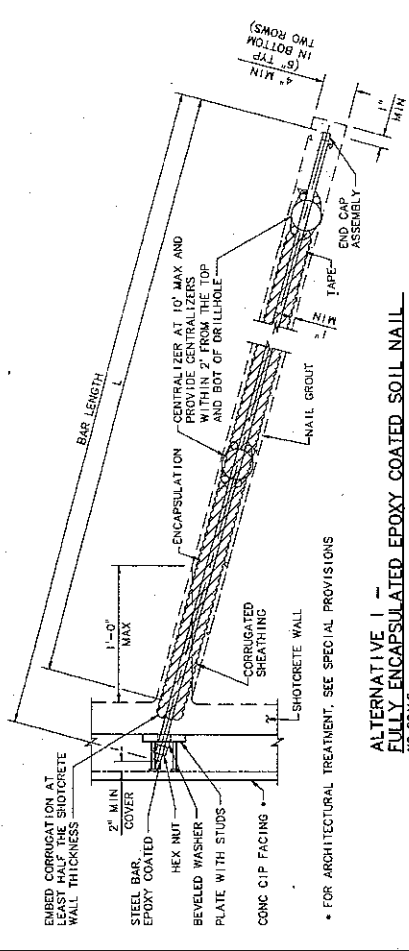 BAR LENGTH
L
4" MIN
(6" TYP
IN BOTTOM
TWO ROWS)
1"
MIN
EMBED CORRUGATION AT
LEAST HALF THE SHOTCRETE
WALL THICKNESS
1'-0"
MAX
ENCAPSULATION
CENTRALIZER AT 10' MAX AND
PROVIDE CENTRALIZERS
WITHIN 2' FROM THE TOP
AND BOT OF DRILLHOLE
2" MIN
COVER
STEEL BAR,
EPOXY COATED
HEX NUT
BEVELED WASHER
PLATE WITH STUDS
CONC CIP FACING *
CORRUGATED
SHEATHING
SHOTCRETE WALL
NAIL GROUT
1"
MIN
TAPE
END CAP
ASSEMBLY
* FOR ARCHITECTURAL TREATMENT, SEE SPECIAL PROVISIONS
ALTERNATIVE 1 -
FULLY ENCAPSULATED EPOXY COATED SOIL NAIL
NO SCALE